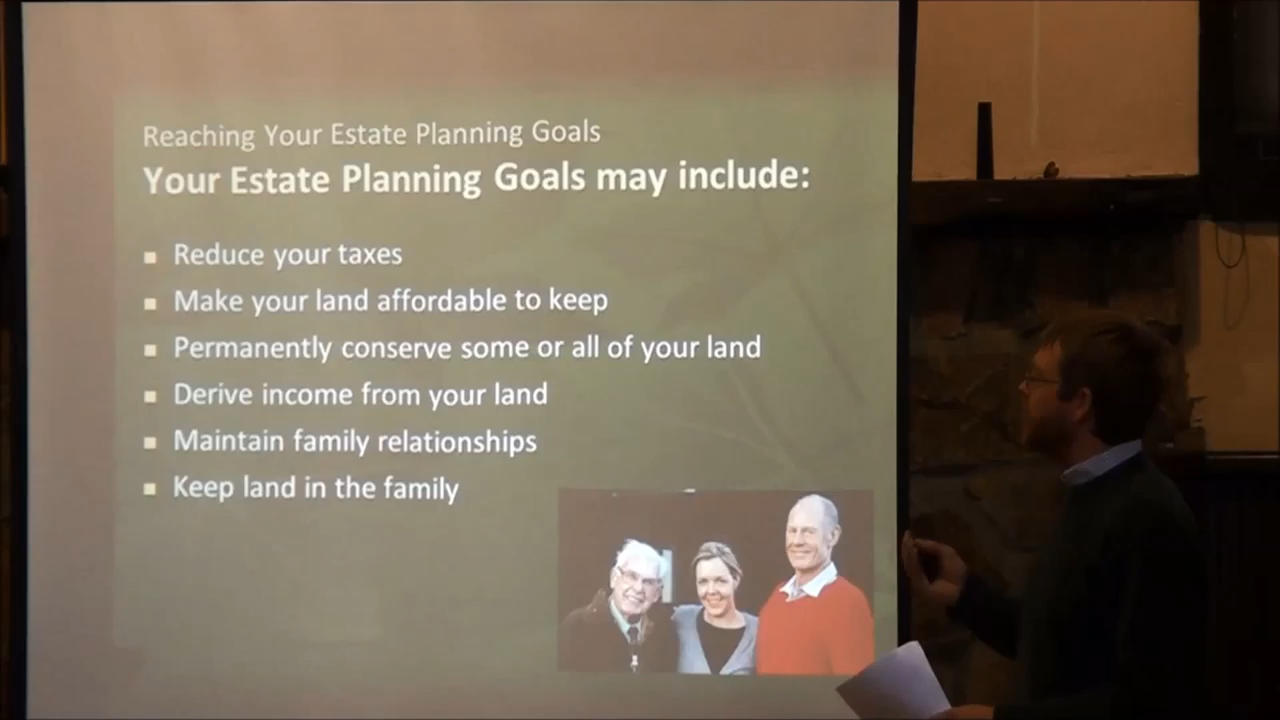 Reaching Your Estate Planning Goals
Your Estate Planning Goals may include:
Reduce your taxes
Make your land affordable to keep
Permanently conserve some or all of your land
Derive income from your land
Maintain family relationships
Keep land in the family